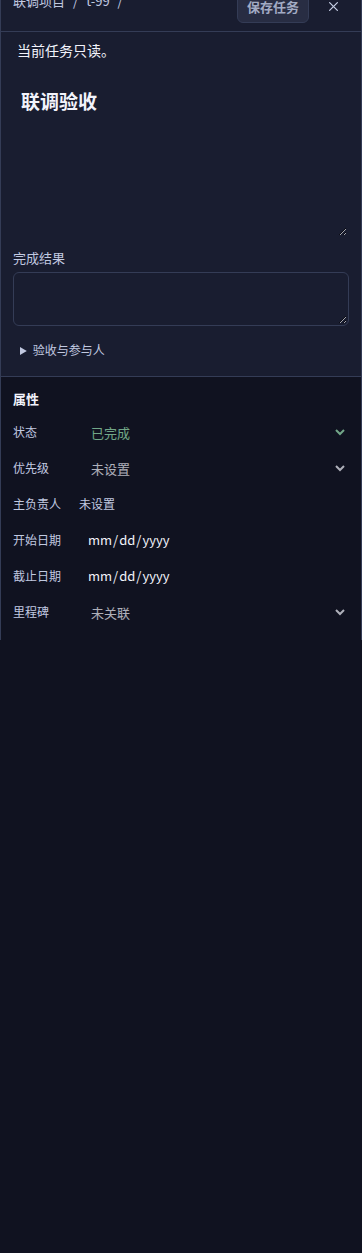 联调项目 / t-99 /
保存任务
当前任务只读。
联调验收
完成结果
验收与参与人
属性
状态 已完成
优先级 未设置
主负责人 未设置
开始日期 mm/dd/yyyy
截止日期 mm/dd/yyyy
里程碑 未关联